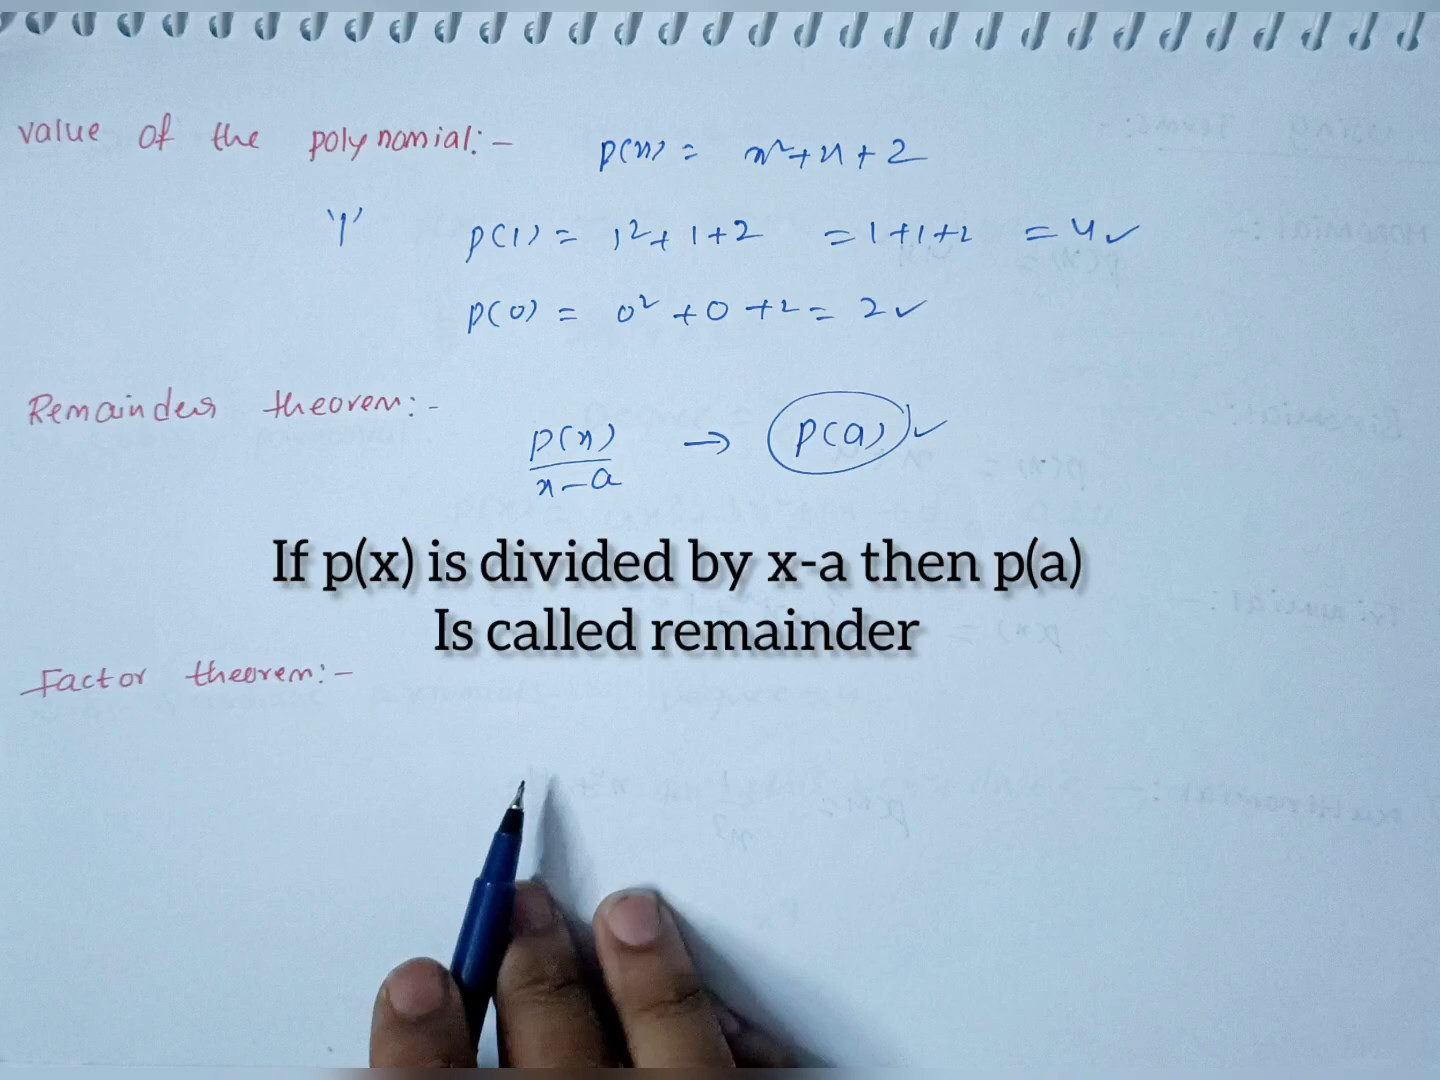 value of the polynomial:- p(x) = x²+x+2
'1' p(1) = 1²+1+2 =1+1+2 =4✓
p(0) = 0²+0+2= 2✓
Remainder theorem:-
p(x)/x-a → p(a) ✓
If p(x) is divided by x-a then p(a)
Is called remainder
Factor theorem:-